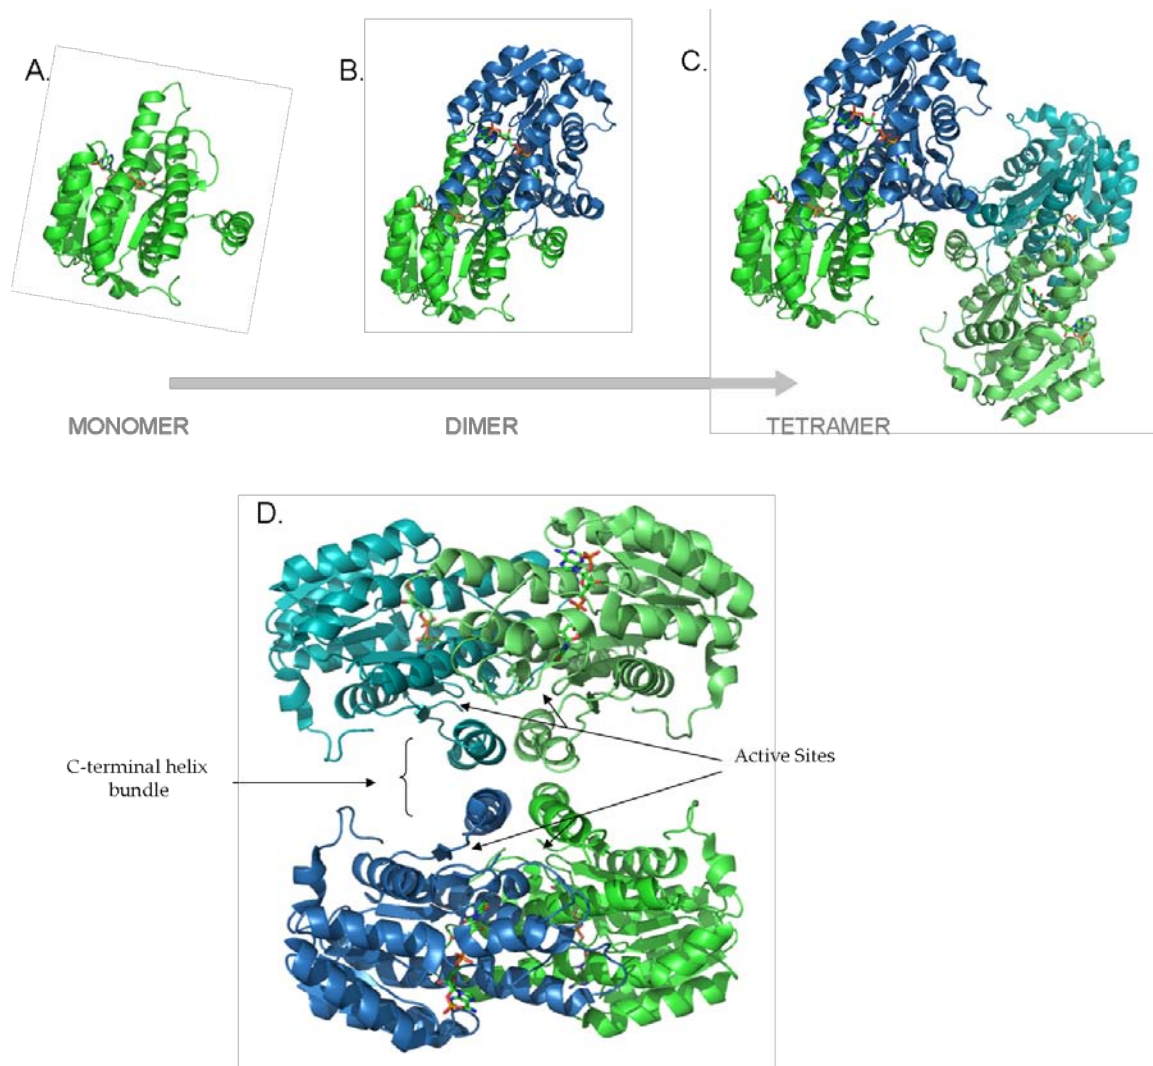 A.
B.
C.
MONOMER
DIMER
TETRAMER
D.
C-terminal helix
bundle
Active Sites